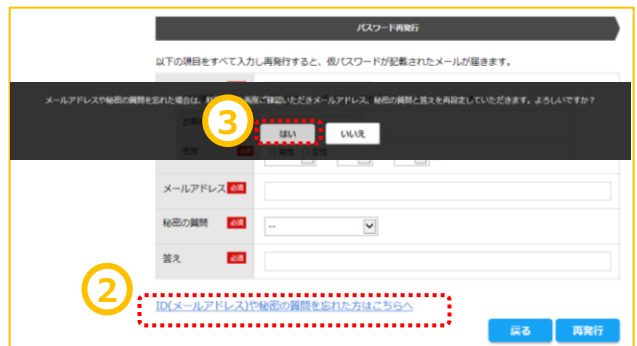 パスワード再発行
以下の項目をすべて入力し再発行すると、仮パスワードが記載されたメールが届きます。
メールアドレスや秘密の質問を忘れた場合は、 再度ご確認いただきメールアドレス、秘密の質問と答えを再設定していただきます。よろしいですか?
③
はい いいえ
性別 必須
メールアドレス 必須
秘密の質問 必須 --
答え 必須
②
ID(メールアドレス)や秘密の質問を忘れた方はこちらへ
戻る 再発行